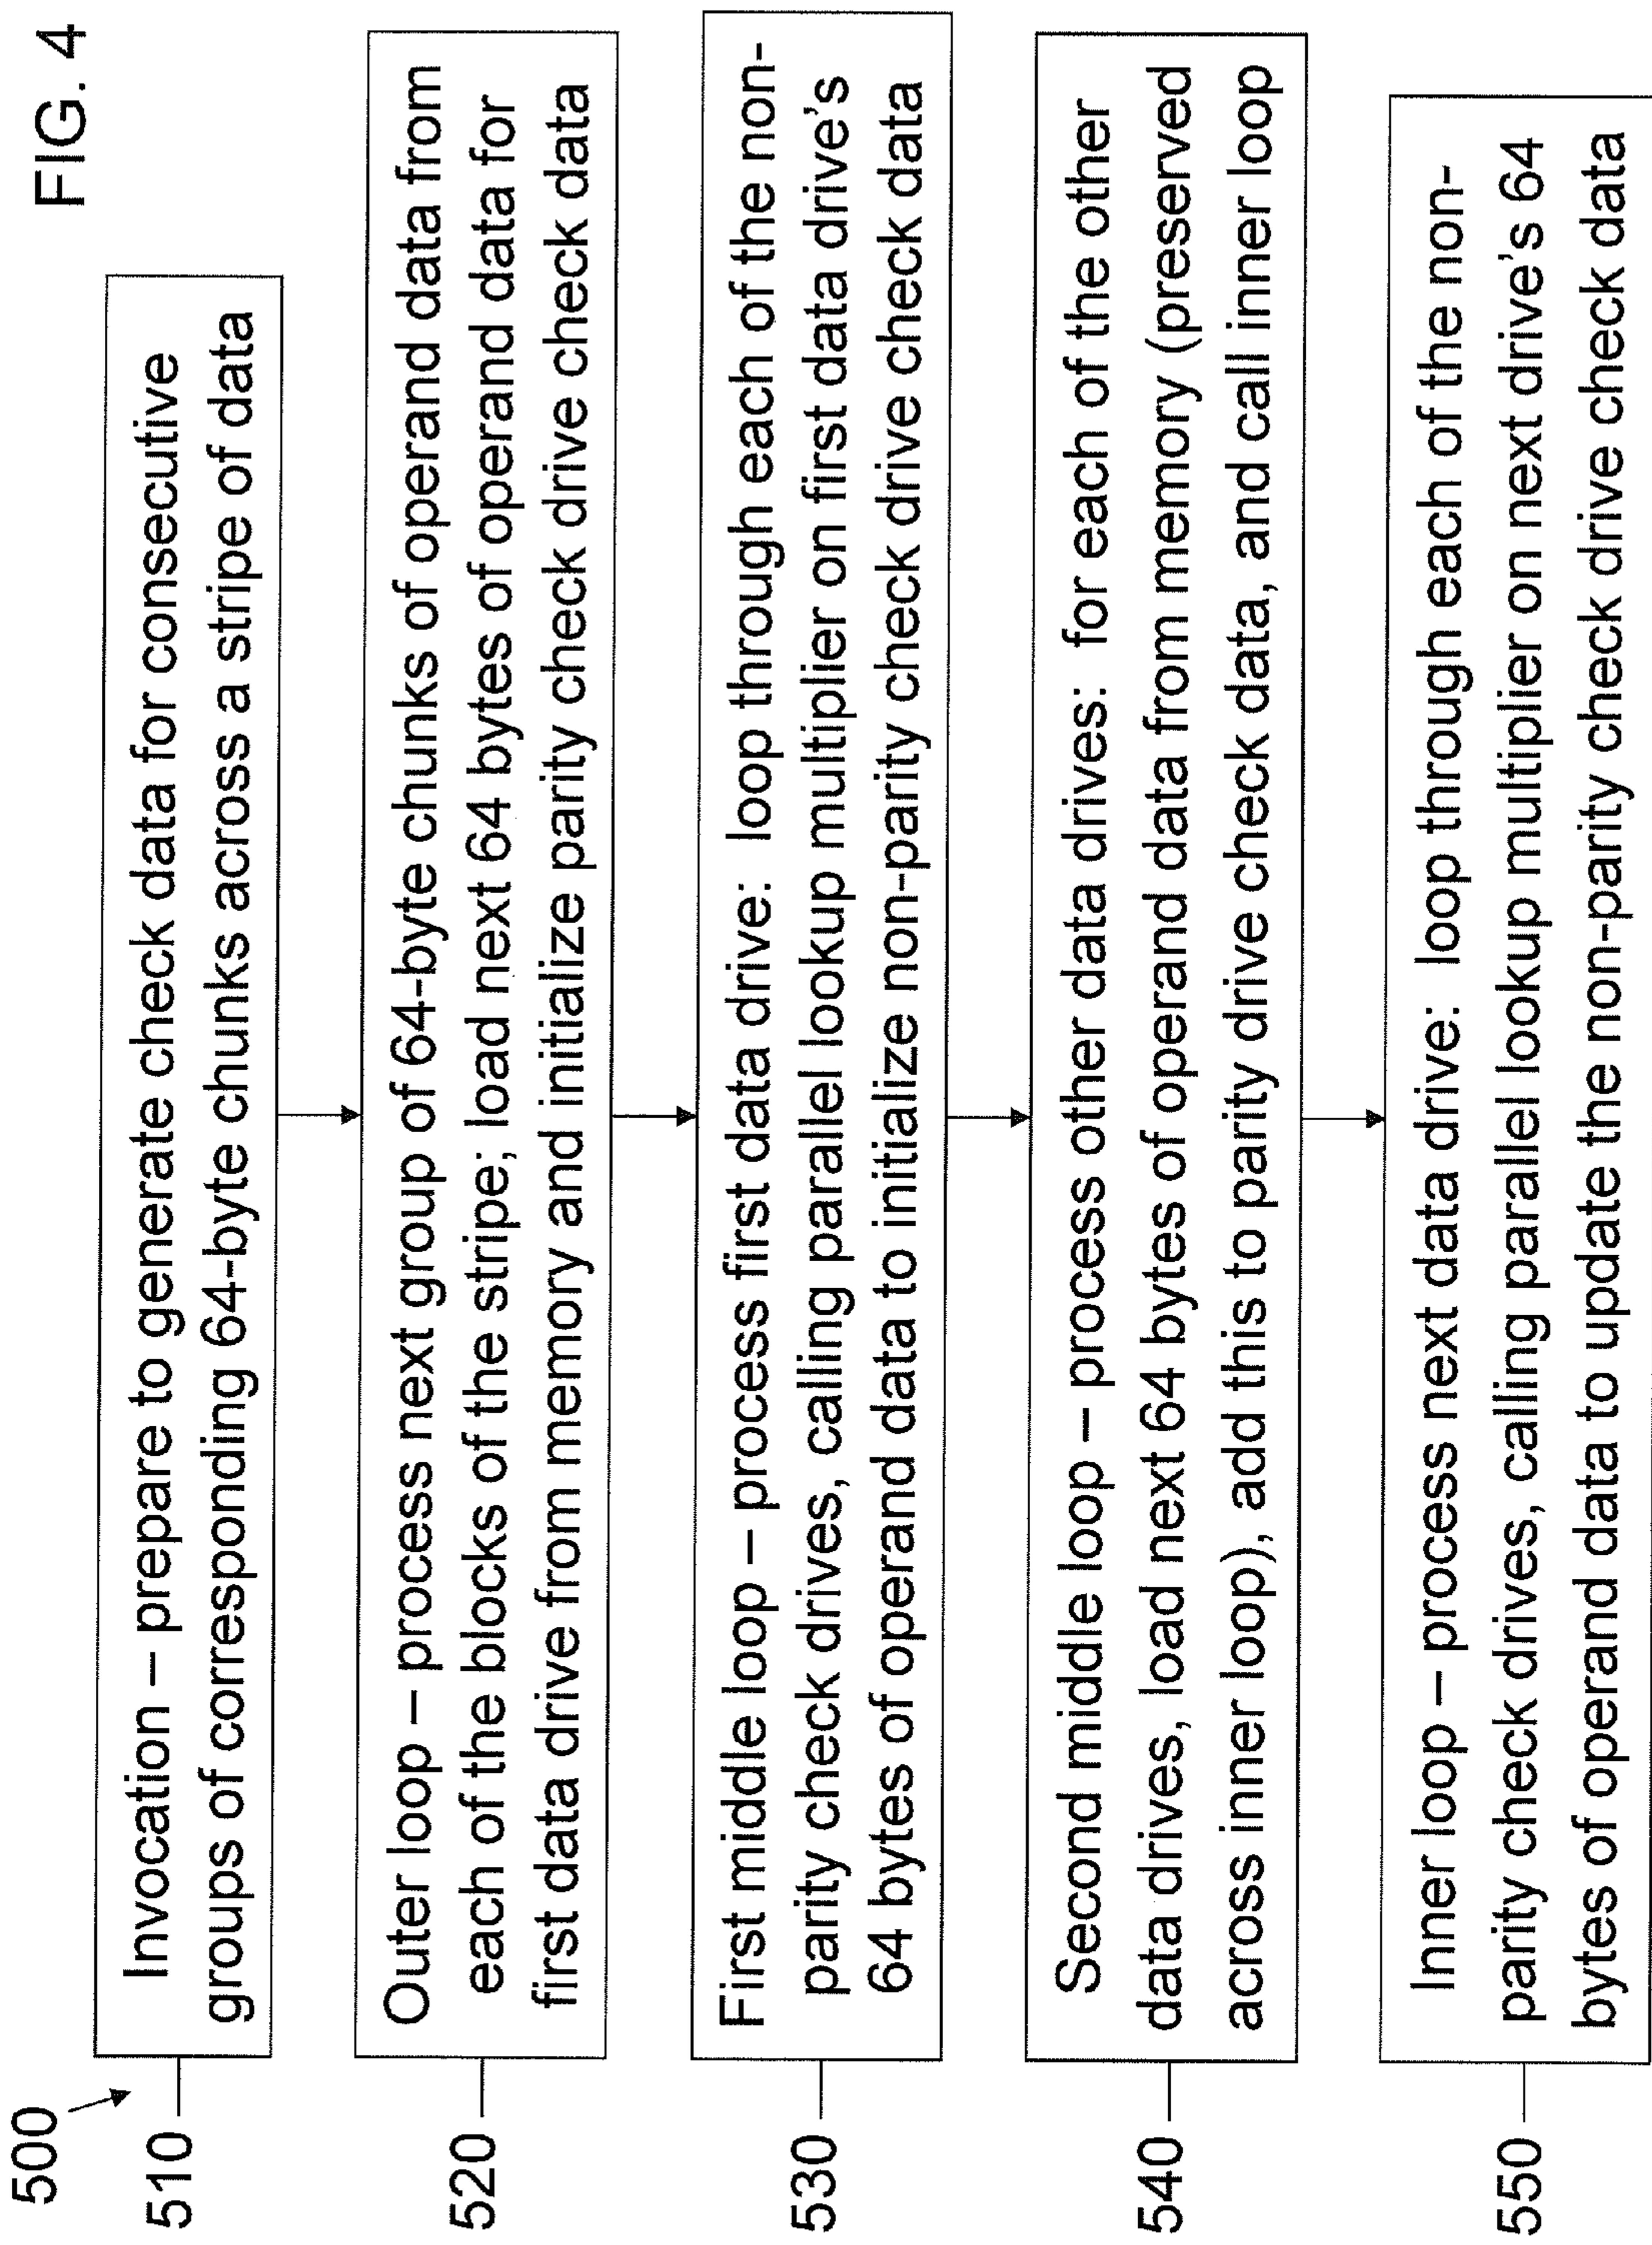 FIG. 4
500
510
Invocation – prepare to generate check data for consecutive
groups of corresponding 64-byte chunks across a stripe of data
520
Outer loop – process next group of 64-byte chunks of operand data from
each of the blocks of the stripe; load next 64 bytes of operand data for
first data drive from memory and initialize parity check drive check data
530
First middle loop – process first data drive: loop through each of the non-
parity check drives, calling parallel lookup multiplier on first data drive's
64 bytes of operand data to initialize non-parity check drive check data
540
Second middle loop – process other data drives: for each of the other
data drives, load next 64 bytes of operand data from memory (preserved
across inner loop), add this to parity drive check data, and call inner loop
550
Inner loop – process next data drive: loop through each of the non-
parity check drives, calling parallel lookup multiplier on next drive's 64
bytes of operand data to update the non-parity check drive check data